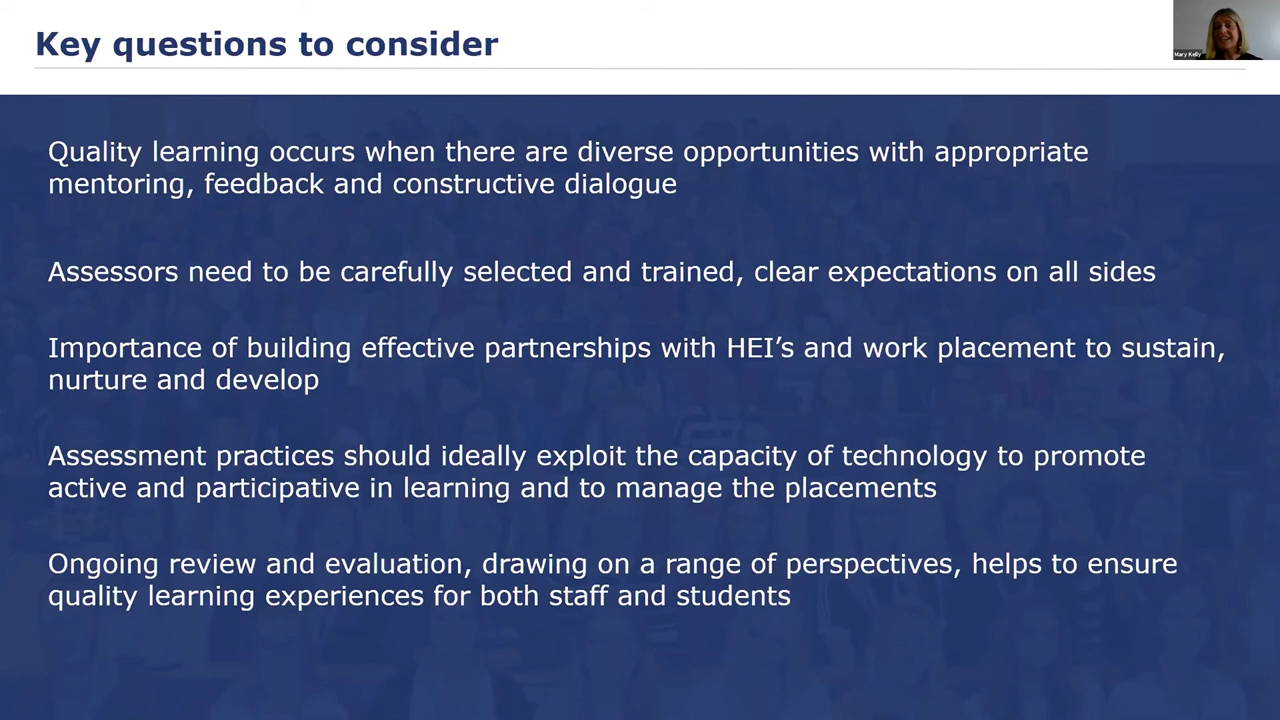 Key questions to consider
Mary Kelly
Quality learning occurs when there are diverse opportunities with appropriate
mentoring, feedback and constructive dialogue
Assessors need to be carefully selected and trained, clear expectations on all sides
Importance of building effective partnerships with HEI’s and work placement to sustain,
nurture and develop
Assessment practices should ideally exploit the capacity of technology to promote
active and participative in learning and to manage the placements
Ongoing review and evaluation, drawing on a range of perspectives, helps to ensure
quality learning experiences for both staff and students